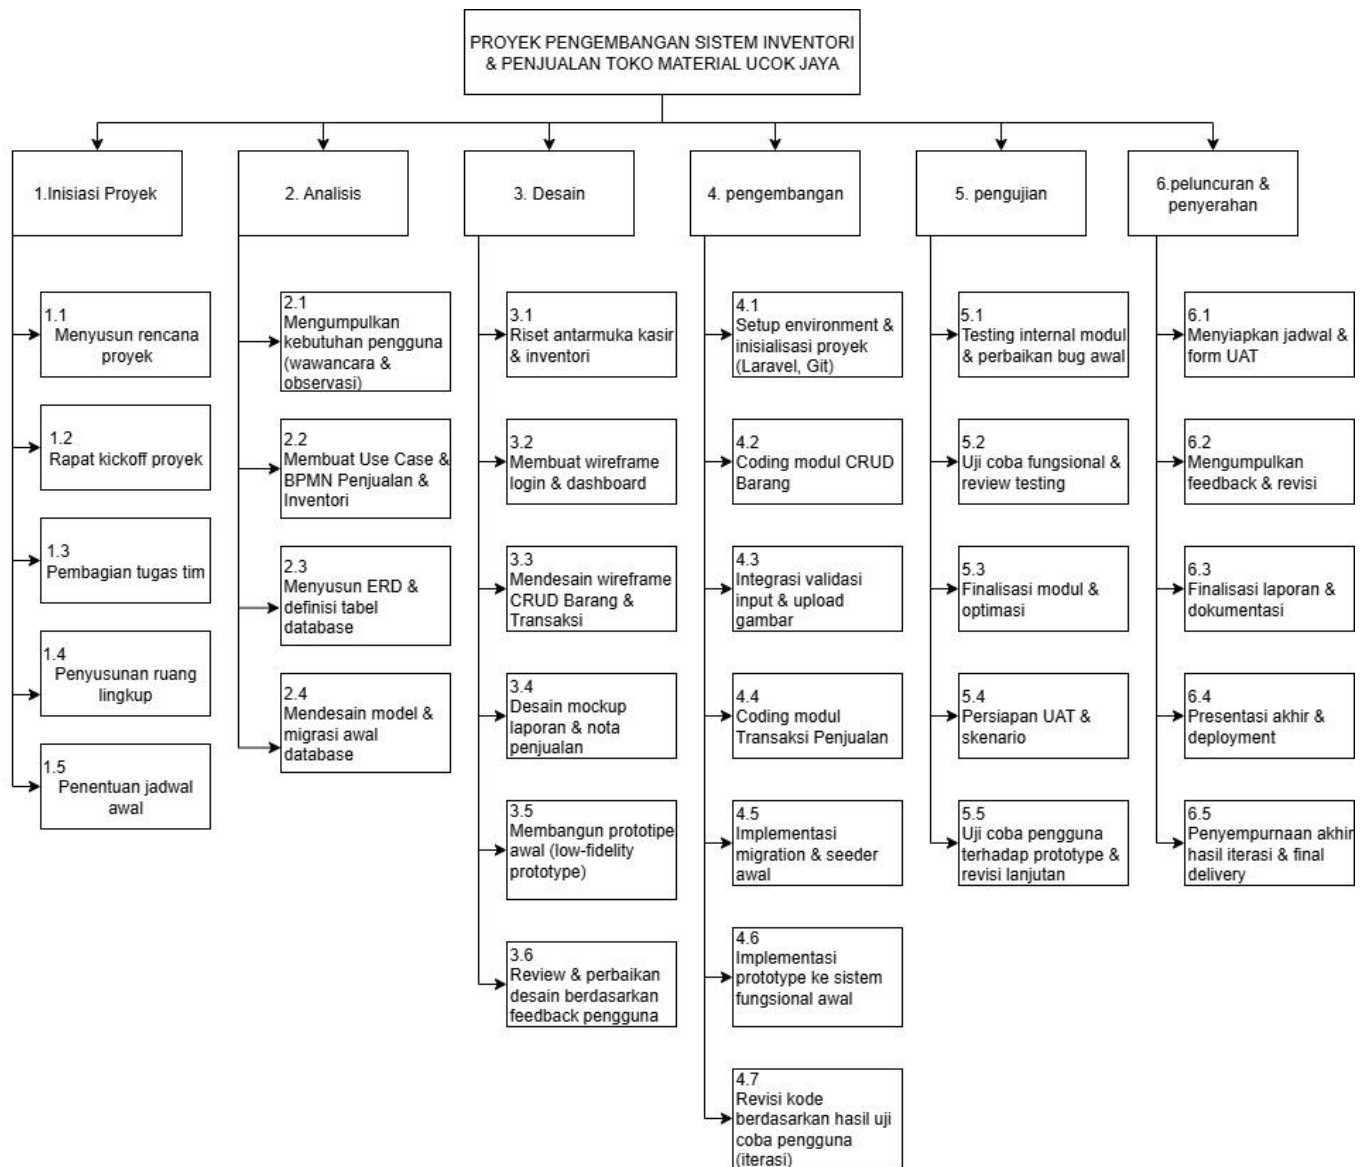 PROYEK PENGEMBANGAN SISTEM INVENTORI
& PENJUALAN TOKO MATERIAL UCOK JAYA
1.Inisiasi Proyek
1.1
Menyusun rencana
proyek
1.2
Rapat kickoff proyek
1.3
Pembagian tugas tim
1.4
Penyusunan ruang
lingkup
1.5
Penentuan jadwal
awal
2. Analisis
2.1
Mengumpulkan
kebutuhan pengguna
(wawancara &
observasi)
2.2
Membuat Use Case &
BPMN Penjualan &
Inventori
2.3
Menyusun ERD &
definisi tabel
database
2.4
Mendesain model &
migrasi awal
database
3. Desain
3.1
Riset antarmuka kasir
& inventori
3.2
Membuat wireframe
login & dashboard
3.3
Mendesain wireframe
CRUD Barang &
Transaksi
3.4
Desain mockup
laporan & nota
penjualan
3.5
Membangun prototipe
awal (low-fidelity
prototype)
3.6
Review & perbaikan
desain berdasarkan
feedback pengguna
4. pengembangan
4.1
Setup environment &
inisialisasi proyek
(Laravel, Git)
4.2
Coding modul CRUD
Barang
4.3
Integrasi validasi
input & upload
gambar
4.4
Coding modul
Transaksi Penjualan
4.5
Implementasi
migration & seeder
awal
4.6
Implementasi
prototype ke sistem
fungsional awal
4.7
Revisi kode
berdasarkan hasil uji
coba pengguna
(iterasi)
5. pengujian
5.1
Testing internal modul
& perbaikan bug awal
5.2
Uji coba fungsional &
review testing
5.3
Finalisasi modul &
optimasi
5.4
Persiapan UAT &
skenario
5.5
Uji coba pengguna
terhadap prototype &
revisi lanjutan
6.peluncuran &
penyerahan
6.1
Menyiapkan jadwal &
form UAT
6.2
Mengumpulkan
feedback & revisi
6.3
Finalisasi laporan &
dokumentasi
6.4
Presentasi akhir &
deployment
6.5
Penyempurnaan akhir
hasil iterasi & final
delivery